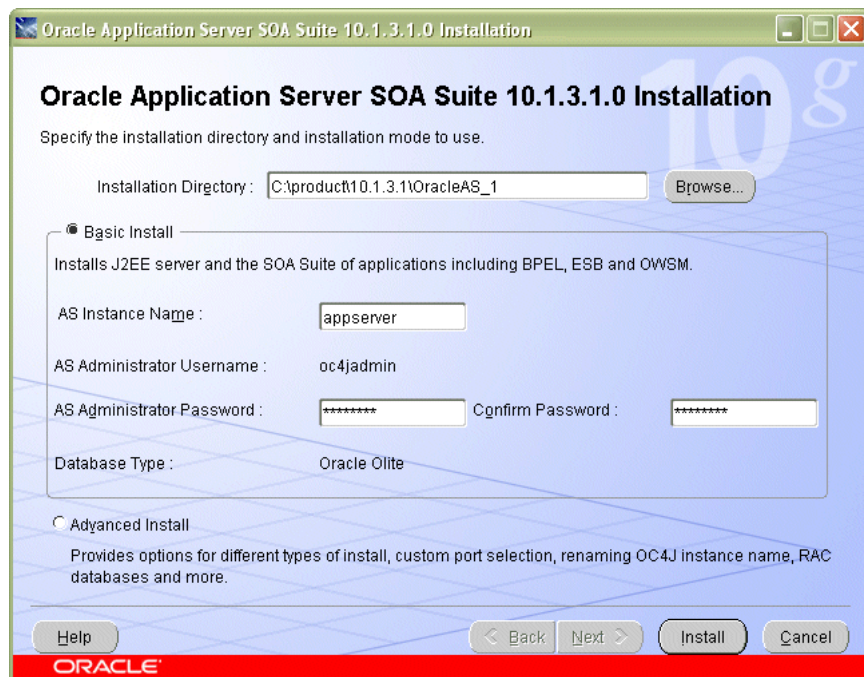 Oracle Application Server SOA Suite 10.1.3.1.0 Installation
10g
Oracle Application Server SOA Suite 10.1.3.1.0 Installation
Specify the installation directory and installation mode to use.
Installation Directory : C:\product\10.1.3.1\OracleAS_1 Browse...
Basic Install
Installs J2EE server and the SOA Suite of applications including BPEL, ESB and OWSM.
AS Instance Name : appserver
AS Administrator Username : oc4jadmin
AS Administrator Password : ******** Confirm Password : ********
Database Type : Oracle Olite
Advanced Install
Provides options for different types of install, custom port selection, renaming OC4J instance name, RAC
databases and more.
Help < Back Next > Install Cancel
ORACLE